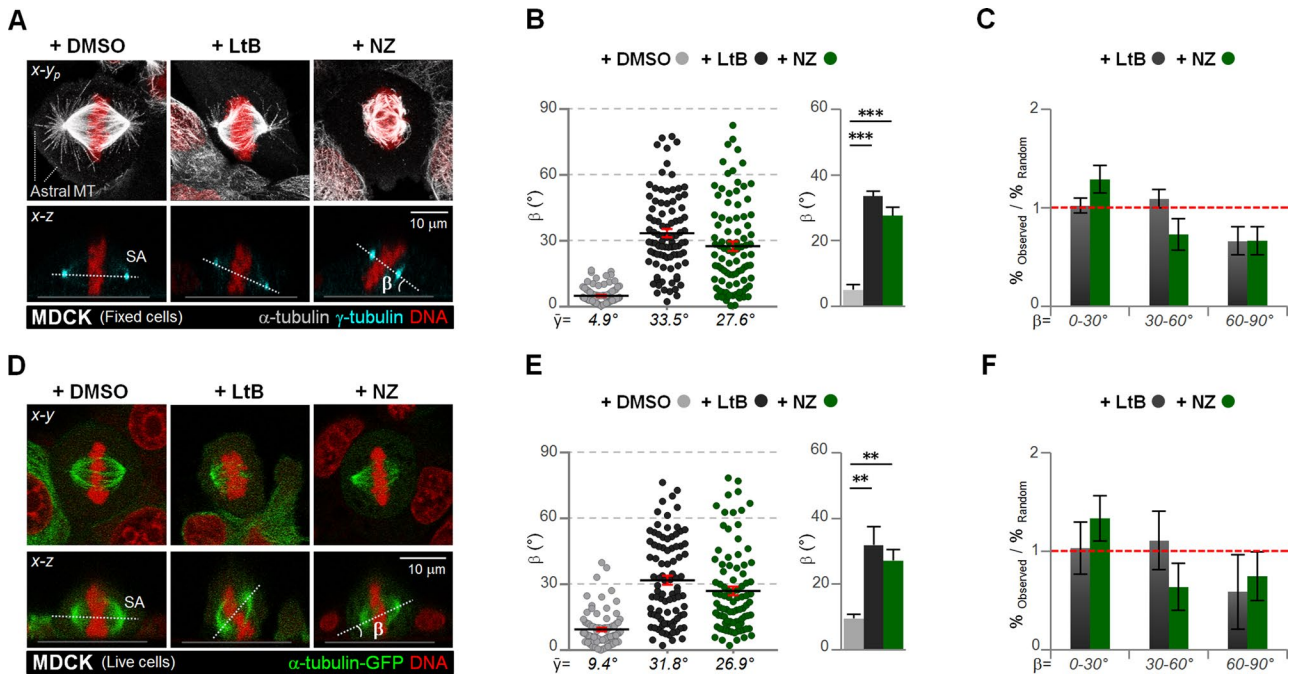 A
+ DMSO + LtB + NZ
x-yp
Astral MT
x-z
10 μm
SA
β
MDCK (Fixed cells) α-tubulin γ-tubulin DNA
B
+ DMSO + LtB + NZ
β (°)
90
60
30
0
ȳ= 4.9° 33.5° 27.6°
β (°)
60
40
20
0
***
***
C
+ LtB + NZ
% Observed / % Random
2
1
0
β= 0-30° 30-60° 60-90°
D
+ DMSO + LtB + NZ
x-y
x-z
10 μm
SA
β
MDCK (Live cells) α-tubulin-GFP DNA
E
+ DMSO + LtB + NZ
β (°)
90
60
30
0
ȳ= 9.4° 31.8° 26.9°
β (°)
60
40
20
0
**
**
F
+ LtB + NZ
% Observed / % Random
2
1
0
β= 0-30° 30-60° 60-90°